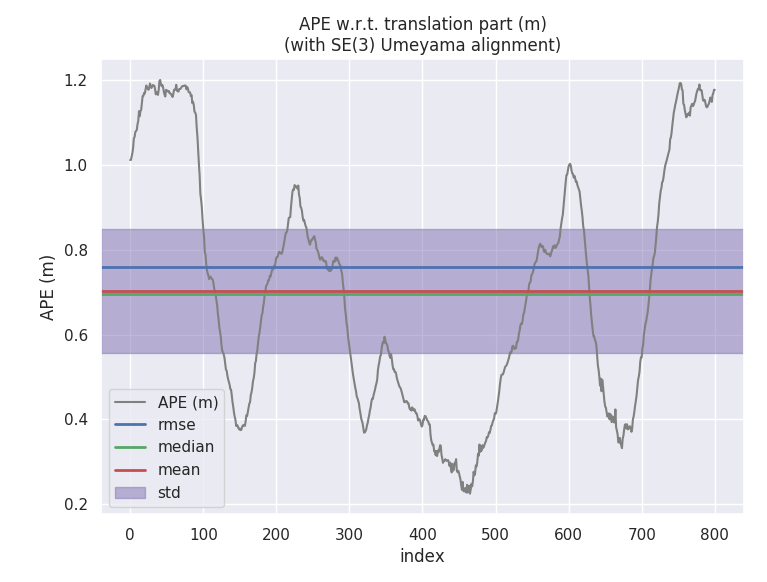 APE w.r.t. translation part (m)
(with SE(3) Umeyama alignment)
1.2
1.0
0.8
0.6
0.4
0.2
APE (m)
APE (m)
rmse
median
mean
std
0 100 200 300 400 500 600 700 800
index